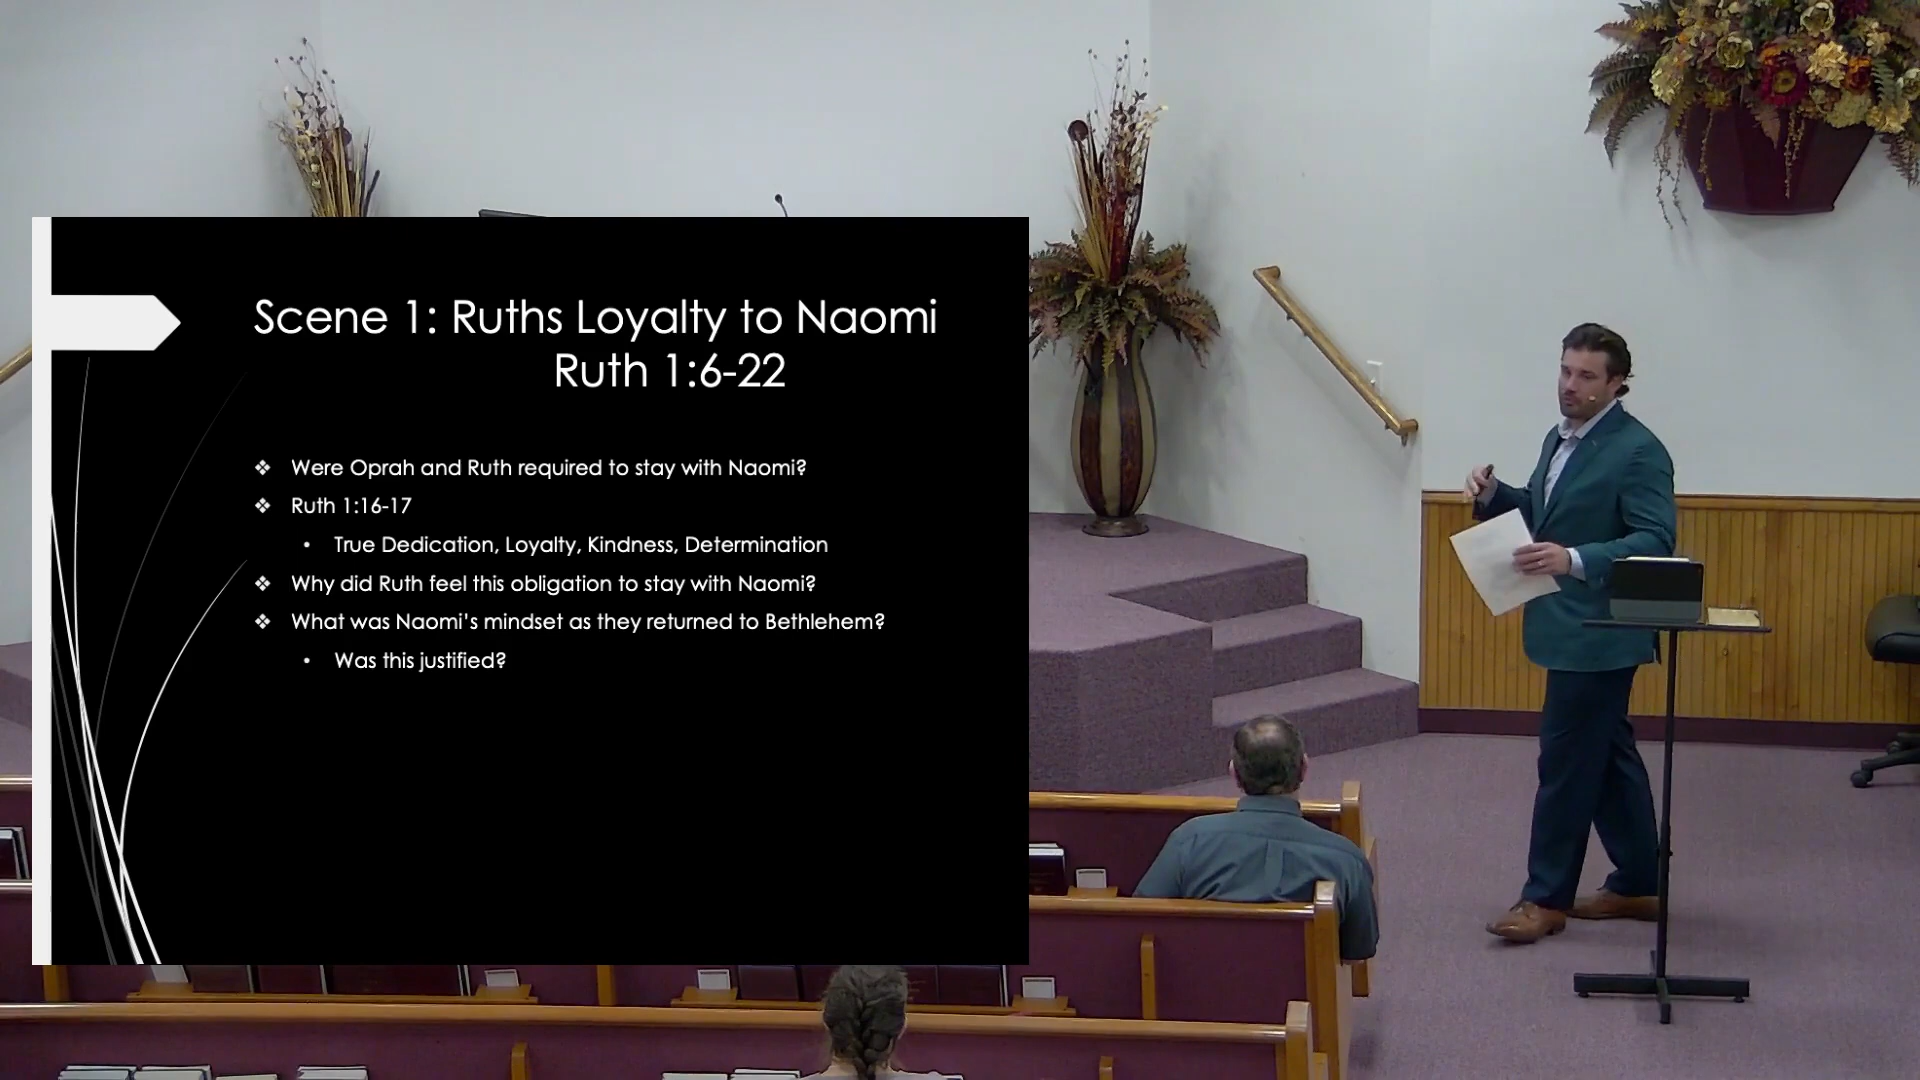 Scene 1: Ruths Loyalty to Naomi
Ruth 1:6-22
❖ Were Oprah and Ruth required to stay with Naomi?
❖ Ruth 1:16-17
• True Dedication, Loyalty, Kindness, Determination
❖ Why did Ruth feel this obligation to stay with Naomi?
❖ What was Naomi's mindset as they returned to Bethlehem?
• Was this justified?